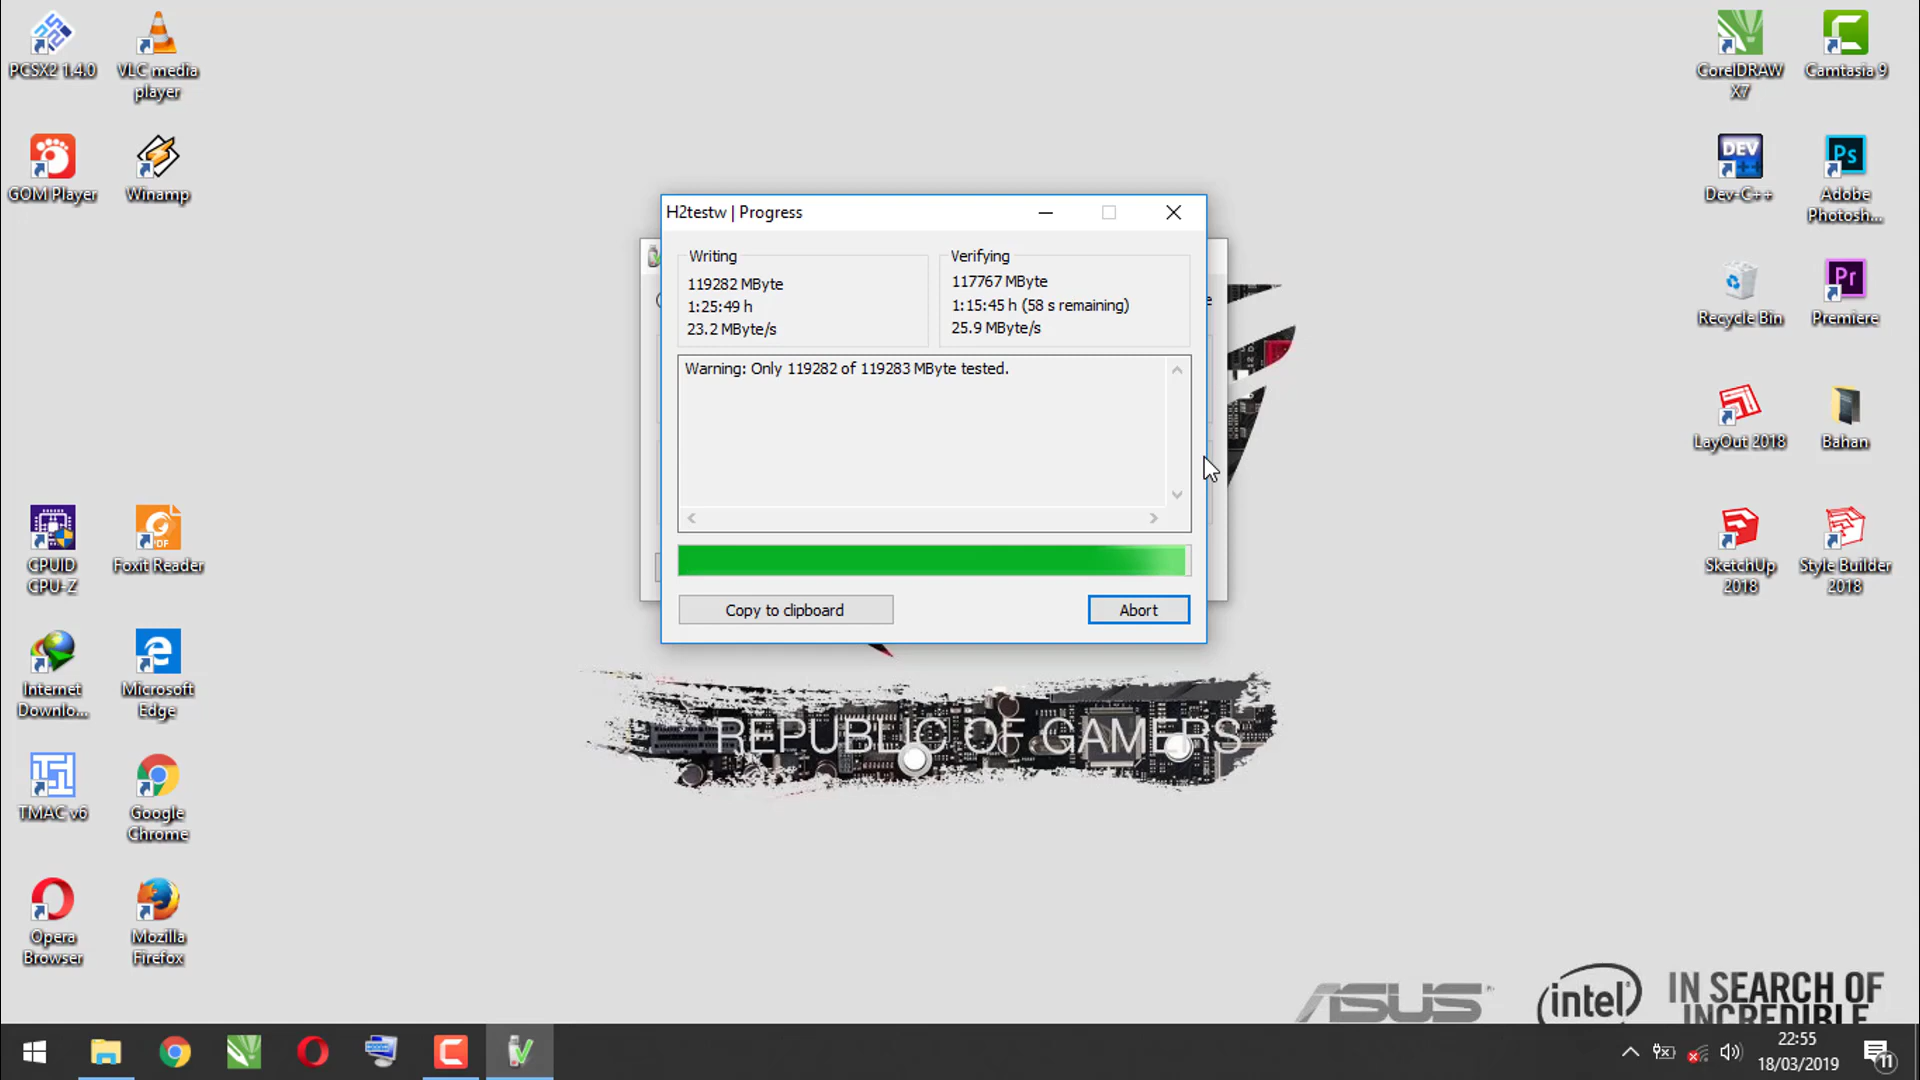 PCSX2 1.4.0
VLC media
player
GOM Player
Winamp
CPUID
CPU-Z
Foxit Reader
Internet
Downlo...
Microsoft
Edge
TMAC v6
Google
Chrome
Opera
Browser
Mozilla
Firefox
H2testw | Progress
Writing
119282 MByte
1:25:49 h
23.2 MByte/s
Verifying
117767 MByte
1:15:45 h (58 s remaining)
25.9 MByte/s
Warning: Only 119282 of 119283 MByte tested.
Copy to clipboard
Abort
REPUBLIC OF GAMERS
CorelDRAW
X7
Camtasia 9
DEV
Dev-C++
Ps
Adobe
Photosh...
Recycle Bin
Pr
Premiere
LayOut 2018
Bahan
SketchUp
2018
Style Builder
2018
ASUS
intel
IN SEARCH OF
INCREDIBLE
22:55
18/03/2019
11